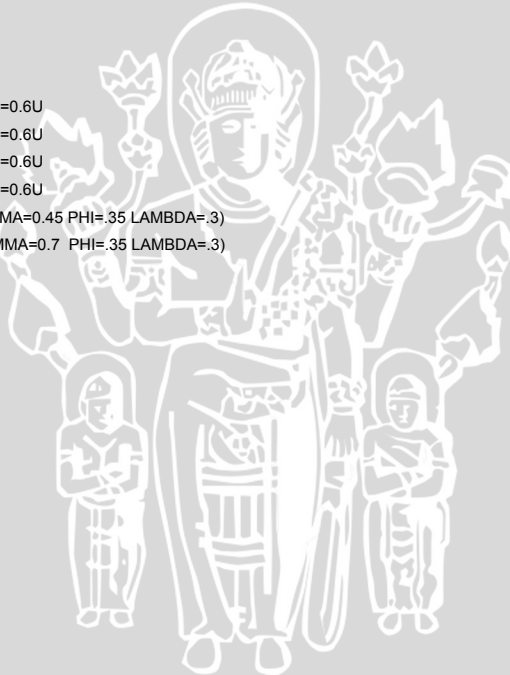 =0.6U
=0.6U
=0.6U
=0.6U
MA=0.45 PHI=.35 LAMBDA=.3)
MMA=0.7 PHI=.35 LAMBDA=.3)